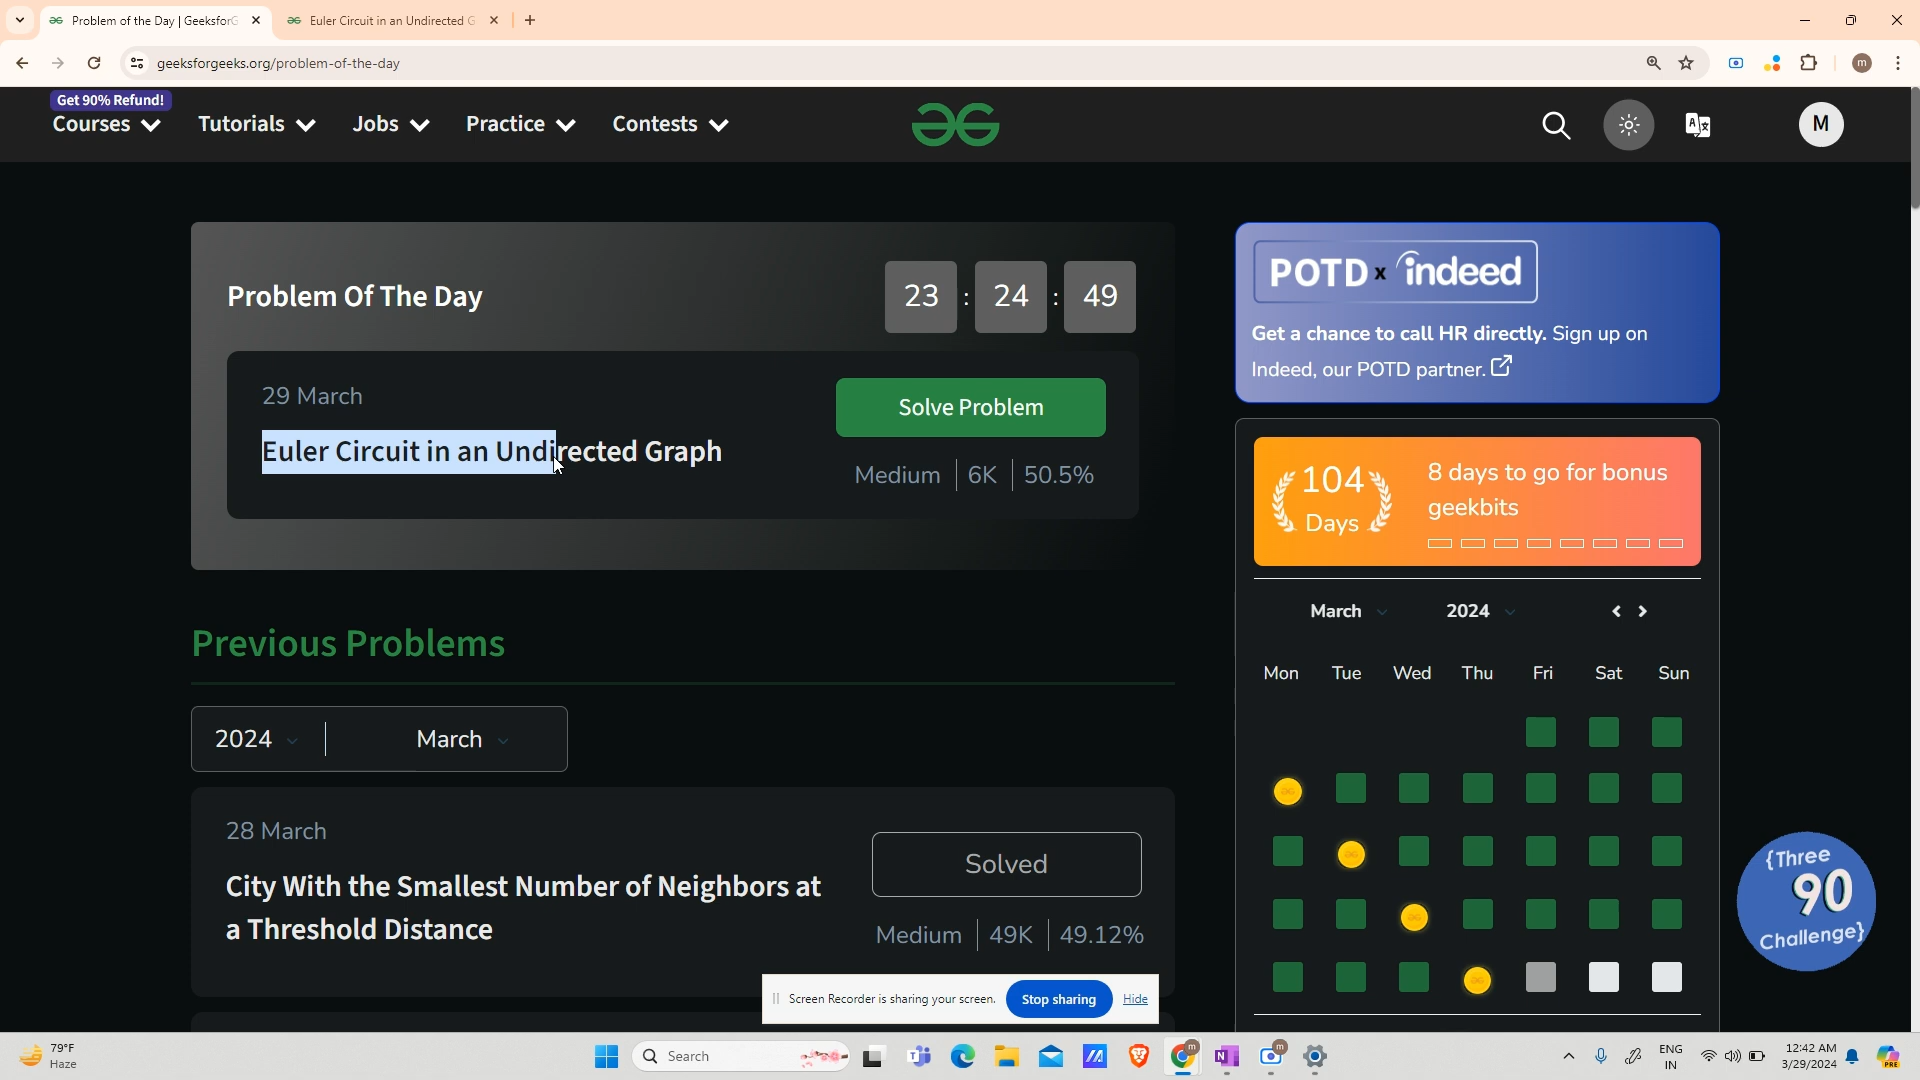 Problem of the Day | GeeksforG
Euler Circuit in an Undirected G
geeksforgeeks.org/problem-of-the-day
m
Get 90% Refund!
Courses
Tutorials
Jobs
Practice
Contests
M
Problem Of The Day
23 : 24 : 49
29 March
Euler Circuit in an Undirected Graph
Solve Problem
Medium 6K 50.5%
POTD x indeed
Get a chance to call HR directly. Sign up on
Indeed, our POTD partner.
104
Days
8 days to go for bonus
geekbits
March 2024
Mon Tue Wed Thu Fri Sat Sun
Previous Problems
2024 March
28 March
City With the Smallest Number of Neighbors at
a Threshold Distance
Solved
Medium 49K 49.12%
{Three
90
Challenge}
Screen Recorder is sharing your screen.
Stop sharing
Hide
79°F
Haze
Search
ENG
IN
12:42 AM
3/29/2024